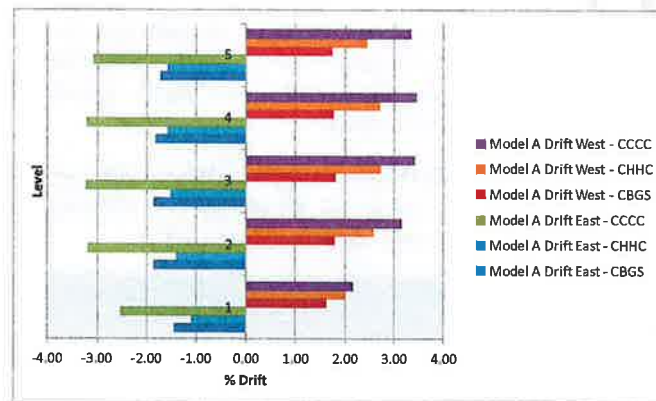 5
4
3
2
1
Level
-4.00 -3.00 -2.00 -1.00 0.00 1.00 2.00 3.00 4.00
% Drift
Model A Drift West - CCCC
Model A Drift West - CHHC
Model A Drift West - CBGS
Model A Drift East - CCCC
Model A Drift East - CHHC
Model A Drift East - CBGS